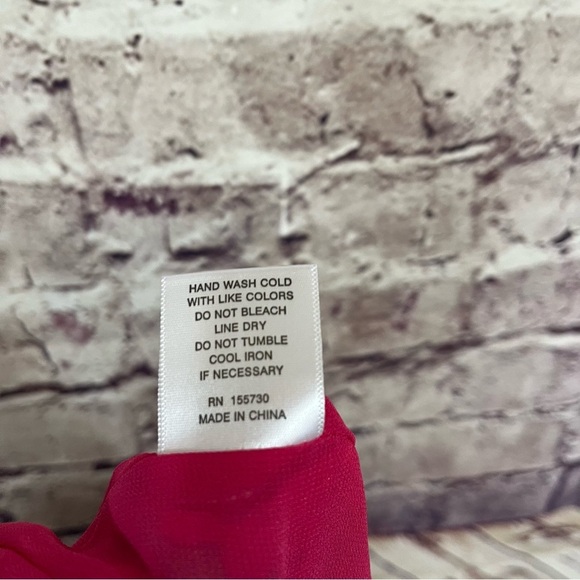 HAND WASH COLD
WITH LIKE COLORS
DO NOT BLEACH
LINE DRY
DO NOT TUMBLE
COOL IRON
IF NECESSARY
RN 155730
MADE IN CHINA